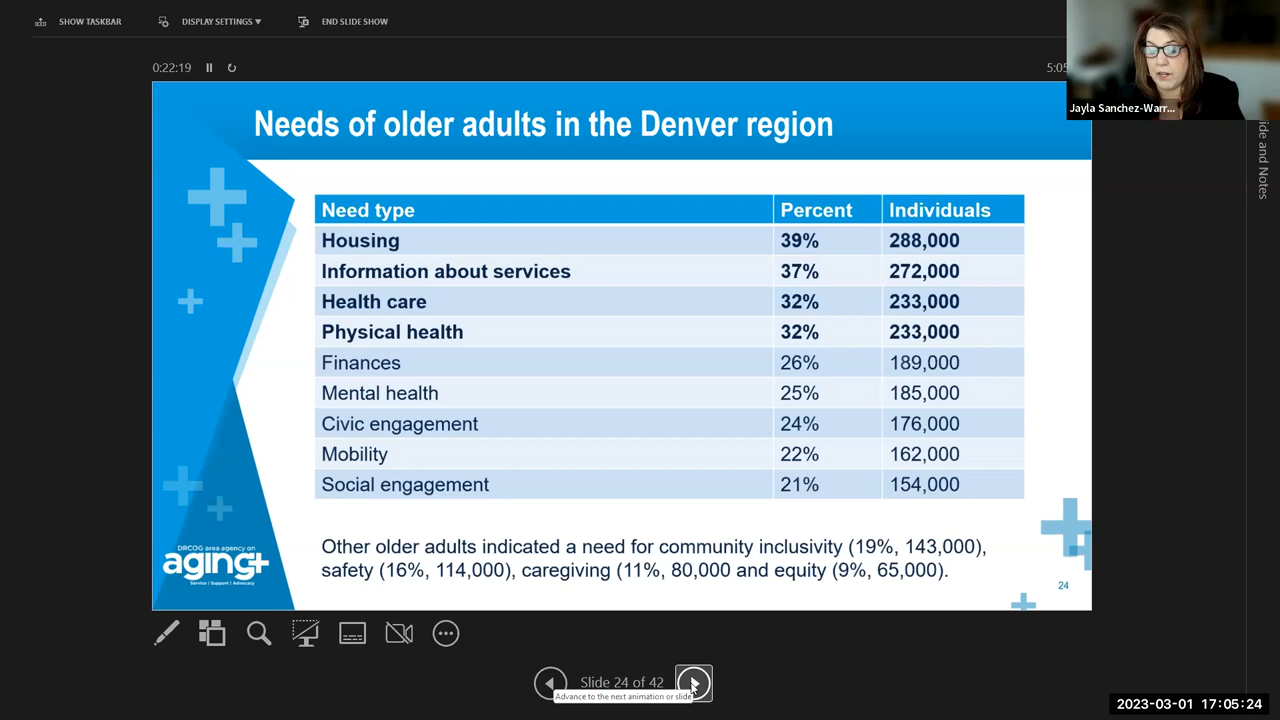 SHOW TASKBAR
DISPLAY SETTINGS ▼
END SLIDE SHOW
0:22:19
5:05
Jayla Sanchez-Warr...
ide and Notes
Needs of older adults in the Denver region
Need type Percent Individuals
Housing 39% 288,000
Information about services 37% 272,000
Health care 32% 233,000
Physical health 32% 233,000
Finances 26% 189,000
Mental health 25% 185,000
Civic engagement 24% 176,000
Mobility 22% 162,000
Social engagement 21% 154,000
Other older adults indicated a need for community inclusivity (19%, 143,000),
safety (16%, 114,000), caregiving (11%, 80,000 and equity (9%, 65,000).
DRCOG area agency on
aging+
Service | Support | Advocacy
24
Slide 24 of 42
Advance to the next animation or slide
2023-03-01 17:05:24